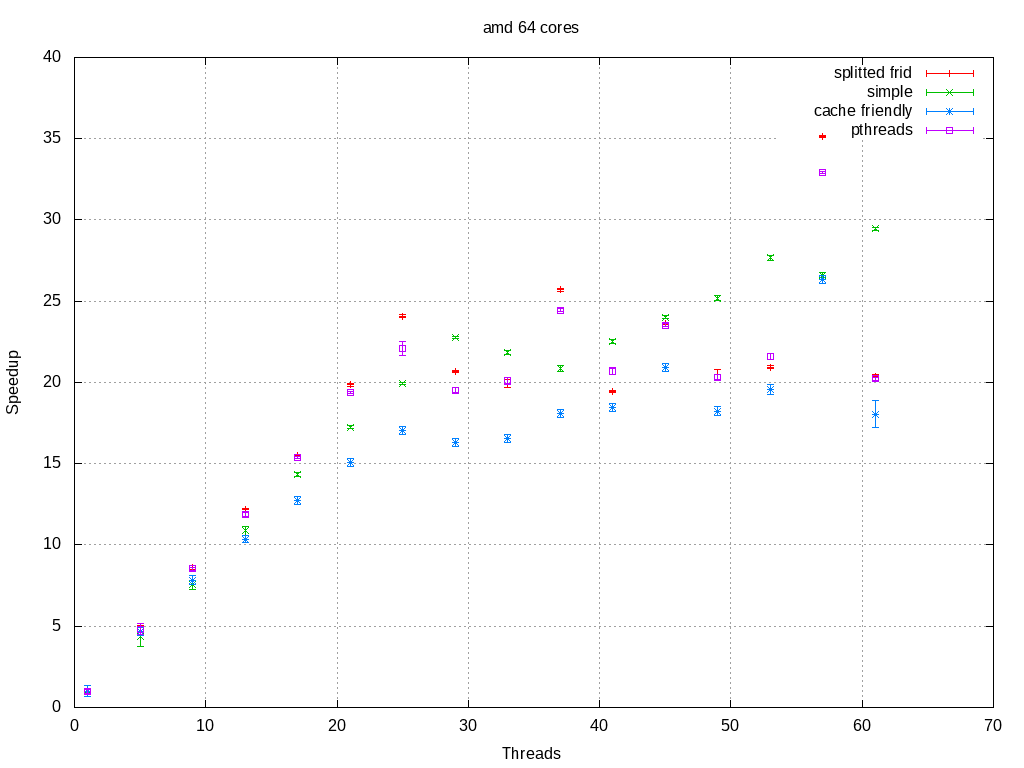 amd 64 cores
splitted frid
simple
cache friendly
pthreads
40
35
30
25
20
15
10
5
0
Speedup
0 10 20 30 40 50 60 70
Threads